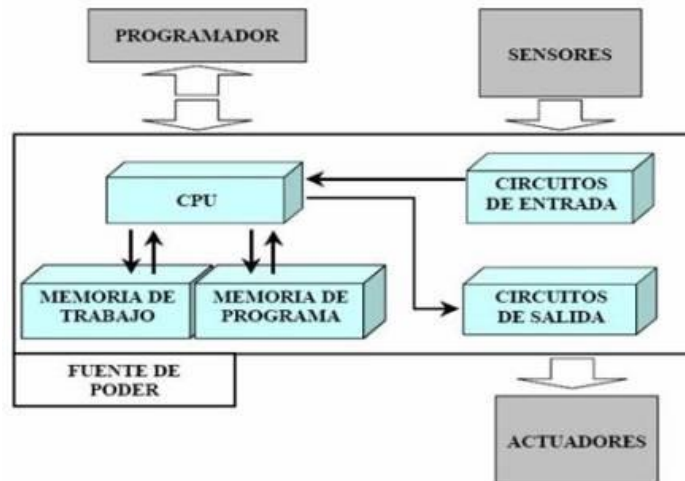 PROGRAMADOR
SENSORES
CPU
CIRCUITOS
DE ENTRADA
MEMORIA DE
TRABAJO
MEMORIA DE
PROGRAMA
CIRCUITOS
DE SALIDA
FUENTE DE
PODER
ACTUADORES